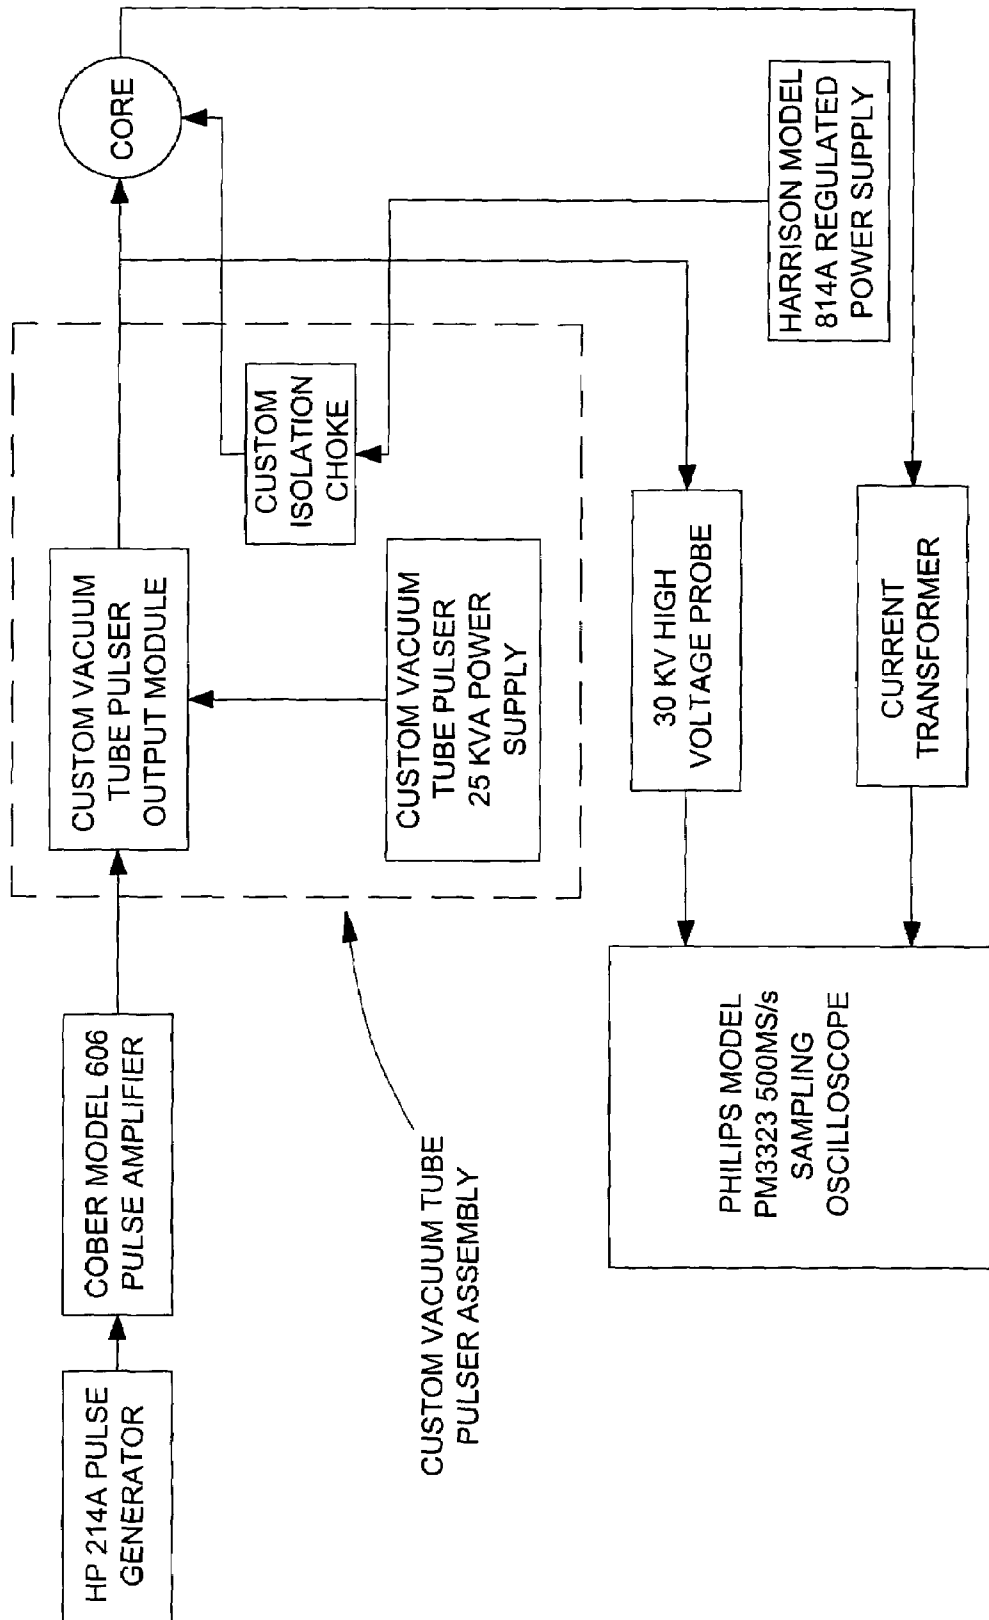 HP 214A PULSE
GENERATOR
COBER MODEL 606
PULSE AMPLIFIER
CUSTOM VACUUM
TUBE PULSER
OUTPUT MODULE
CORE
CUSTOM
ISOLATION
CHOKE
CUSTOM VACUUM
TUBE PULSER
25 KVA POWER
SUPPLY
CUSTOM VACUUM TUBE
PULSER ASSEMBLY
30 KV HIGH
VOLTAGE PROBE
HARRISON MODEL
814A REGULATED
POWER SUPPLY
PHILIPS MODEL
PM3323 500MS/s
SAMPLING
OSCILLOSCOPE
CURRENT
TRANSFORMER